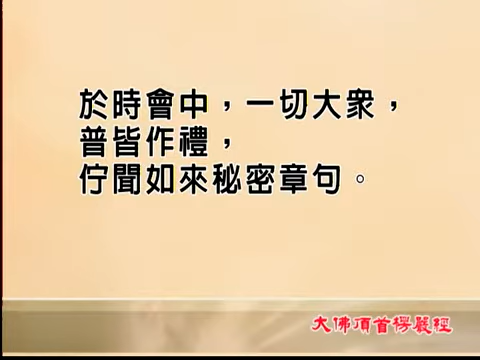 於時會中，一切大眾，
普皆作禮，
佇聞如來秘密章句。
大佛頂首楞嚴經